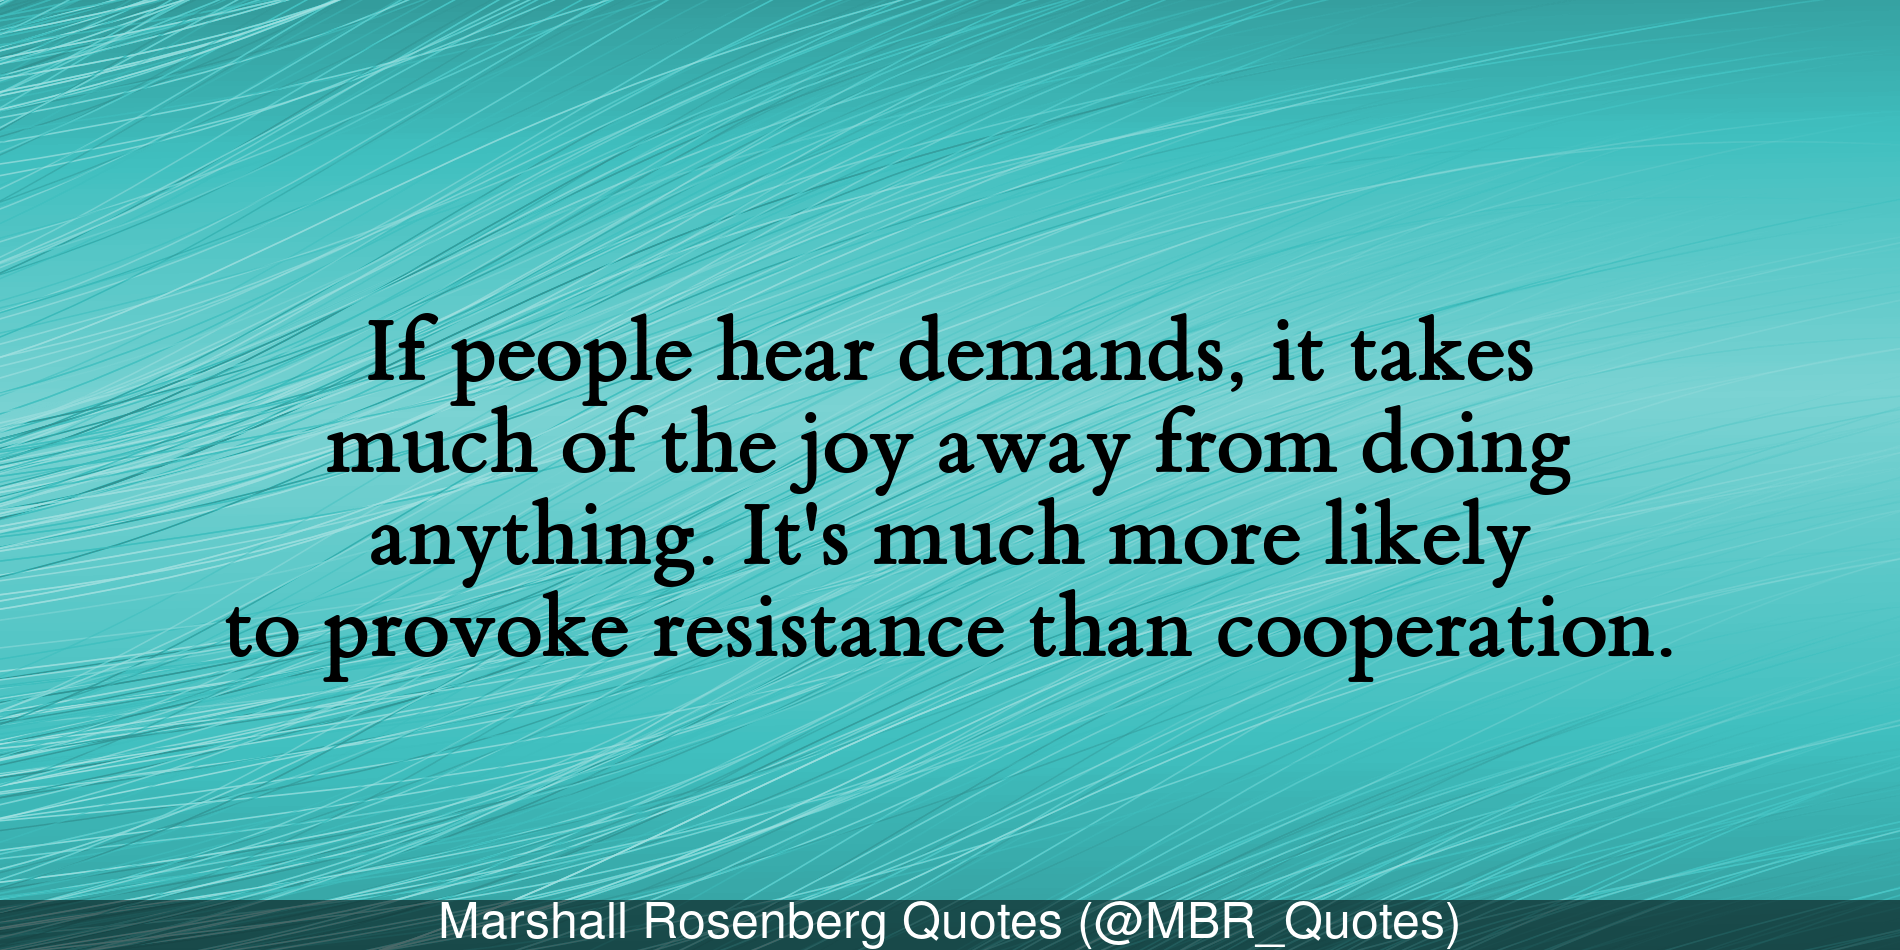 If people hear demands, it takes
much of the joy away from doing
anything. It's much more likely
to provoke resistance than cooperation.
Marshall Rosenberg Quotes (@MBR_Quotes)